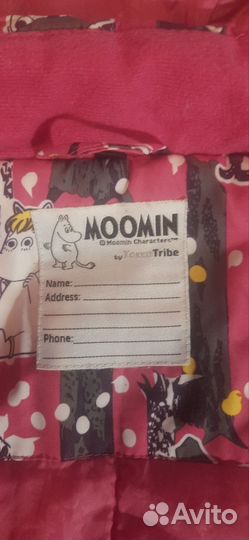 MOOMIN
© Moomin Characters™
by Tribe
Name:
Address:
Phone:
Avito